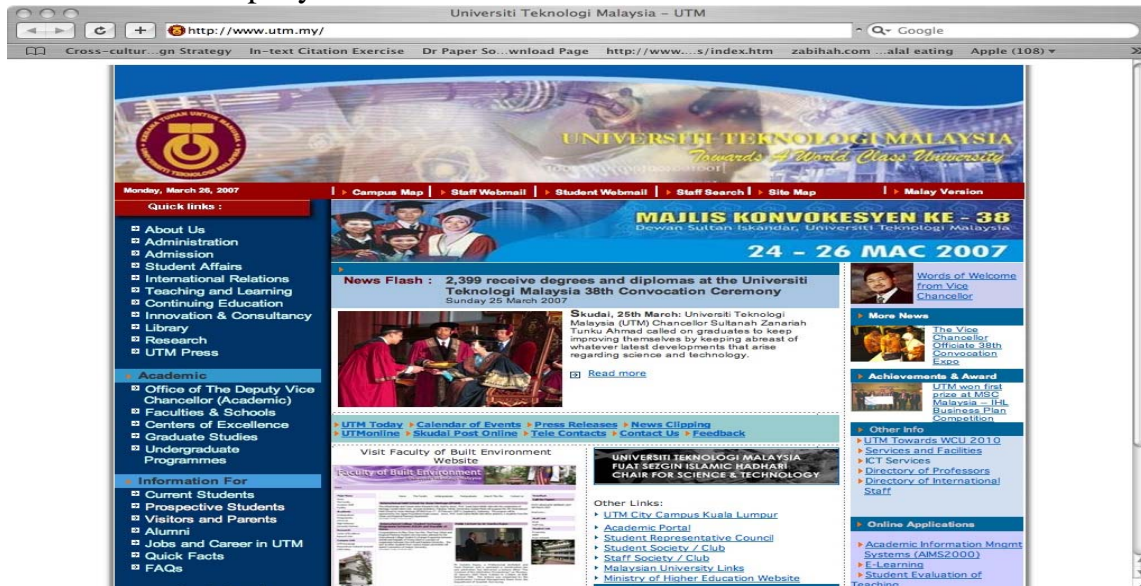 Universiti Teknologi Malaysia – UTM
http://www.utm.my/
Google
Cross-cultur...gn Strategy In-text Citation Exercise Dr Paper So...wnload Page http://www....s/index.htm zabihah.com ...alal eating Apple (108)
KERANA TUHAN UNTUK MANUSIA
UNIVERSITI TEKNOLOGI MALAYSIA
UNIVERSITI TEKNOLOGI MALAYSIA
Towards A World Class University
Monday, March 26, 2007
Campus Map | Staff Webmail | Student Webmail | Staff Search | Site Map | Malay Version
Quick links :
About Us
Administration
Admission
Student Affairs
International Relations
Teaching and Learning
Continuing Education
Innovation & Consultancy
Library
Research
UTM Press
Academic
Office of The Deputy Vice
Chancellor (Academic)
Faculties & Schools
Centers of Excellence
Graduate Studies
Undergraduate
Programmes
Information For
Current Students
Prospective Students
Visitors and Parents
Alumni
Jobs and Career in UTM
Quick Facts
FAQs
MAJLIS KONVOKESYEN KE - 38
Dewan Sultan Iskandar, Universiti Teknologi Malaysia
24 - 26 MAC 2007
News Flash : 2,399 receive degrees and diplomas at the Universiti
Teknologi Malaysia 38th Convocation Ceremony
Sunday 25 March 2007
Skudai, 25th March: Universiti Teknologi
Malaysia (UTM) Chancellor Sultanah Zanariah
Tunku Ahmad called on graduates to keep
improving themselves by keeping abreast of
whatever latest developments that arise
regarding science and technology.
Read more
UTM Today Calendar of Events Press Releases News Clipping
UTMonline Skudai Post Online Tele Contacts Contact Us Feedback
Visit Faculty of Built Environment
Website
Faculty of Built Environment
UNIVERSITI TEKNOLOGI MALAYSIA
FUAT SEZGIN ISLAMIC HADHARI
CHAIR FOR SCIENCE & TECHNOLOGY
Other Links:
UTM City Campus Kuala Lumpur
Academic Portal
Student Representative Council
Student Society / Club
Staff Society / Club
Malaysian University Links
Ministry of Higher Education Website
Words of Welcome
from Vice
Chancellor
More News
The Vice
Chancellor
Officiate 38th
Convocation
Expo
Achievements & Award
UTM won first
prize at MSC
Malaysia – IHL
Business Plan
Competition
Other Info
UTM Towards WCU 2010
Services and Facilities
ICT Services
Directory of Professors
Directory of International
Staff
Online Applications
Academic Information Mngmt
Systems (AIMS2000)
E-Learning
Student Evaluation of
Teaching